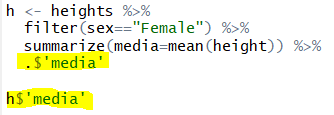 h <- heights %>%
filter(sex=="Female") %>%
summarize(media=mean(height)) %>%
.$'media'
h$'media'